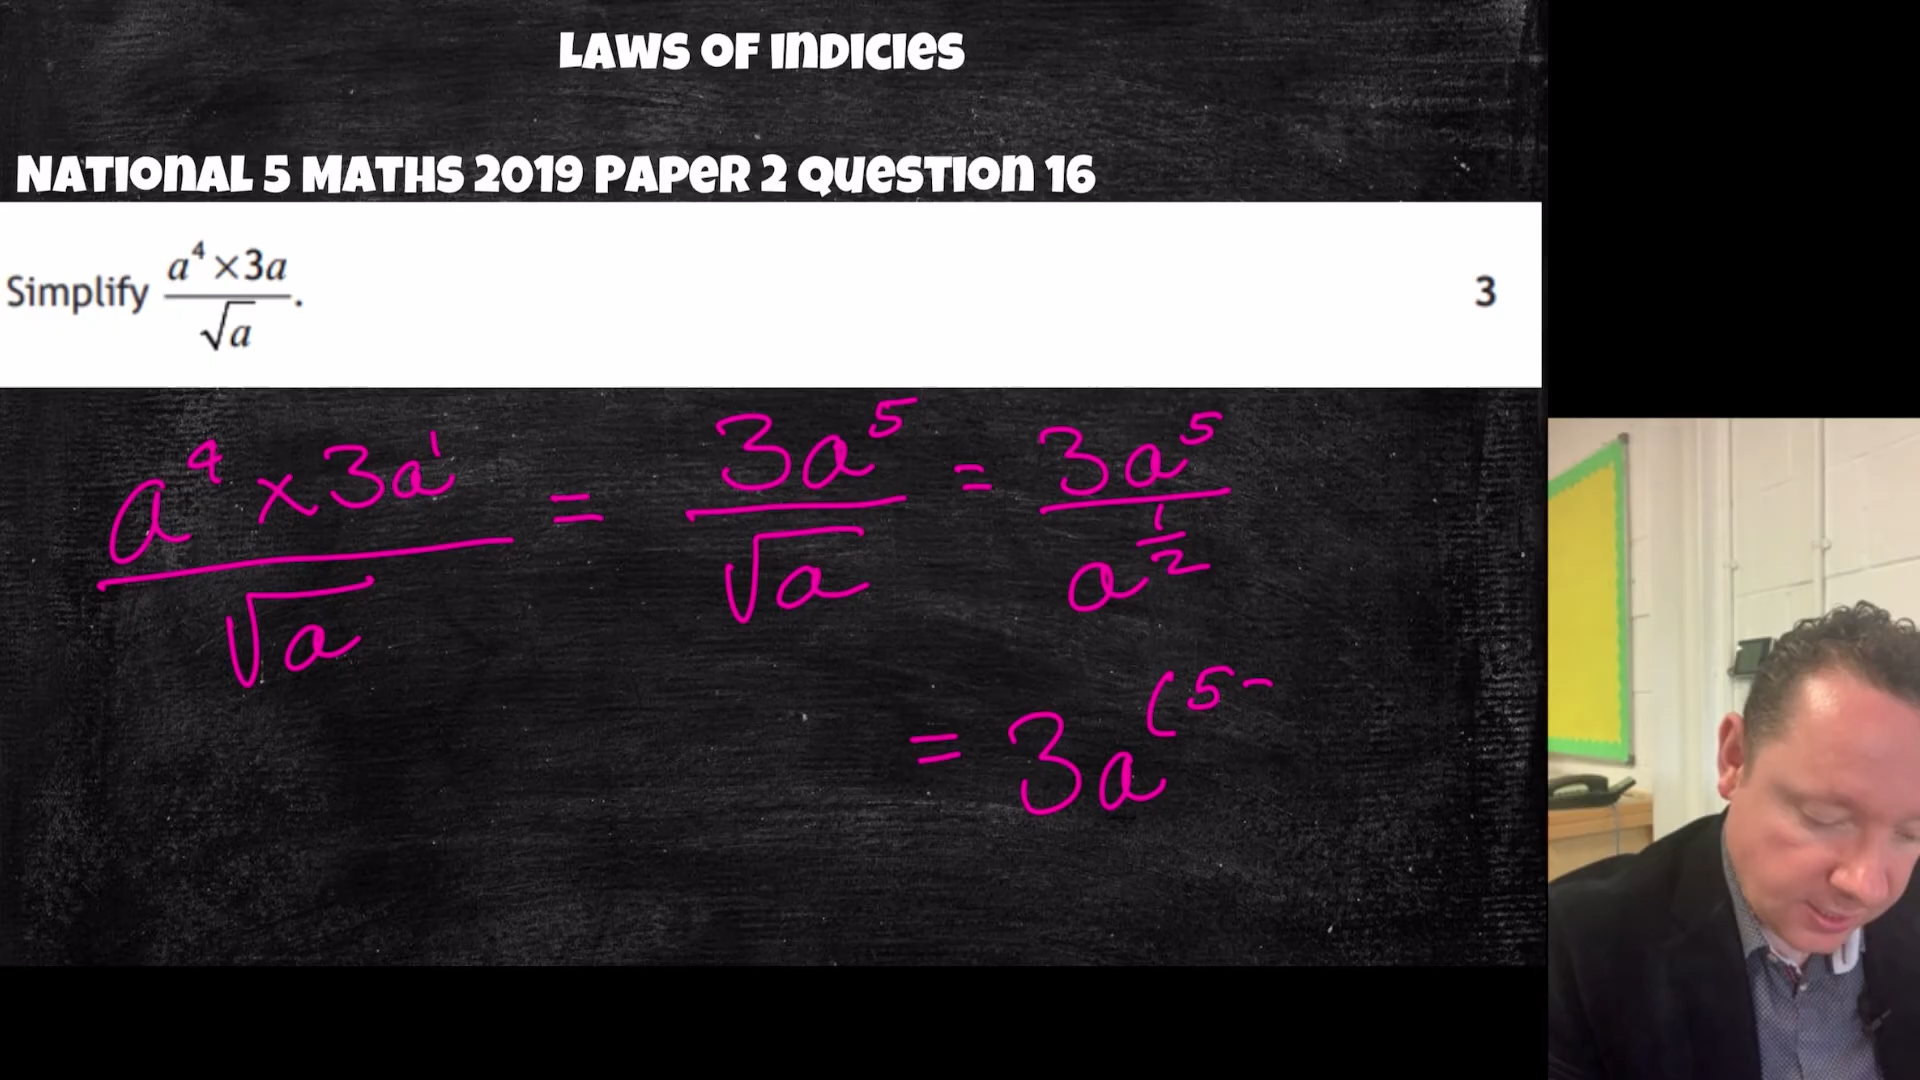 LAWS OF INDICIES
NATIONAL 5 MATHS 2019 PAPER 2 QUESTION 16
Simplify (a⁴×3a)/√a. 3
(a⁴ × 3a¹)/√a = 3a⁵/√a = 3a⁵/a^(1/2)
= 3a^(5-